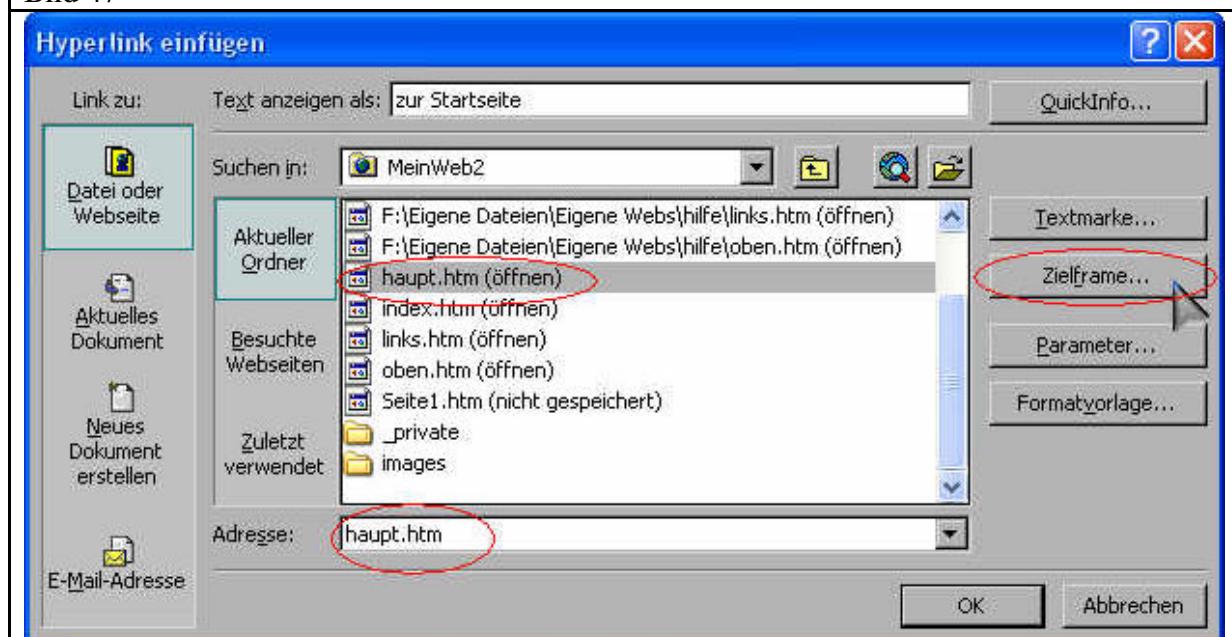 Hyperlink einfügen
Link zu:
Text anzeigen als: zur Startseite
QuickInfo...
Datei oder
Webseite
Suchen in: MeinWeb2
Aktueller
Ordner
F:\Eigene Dateien\Eigene Webs\hilfe\links.htm (öffnen)
F:\Eigene Dateien\Eigene Webs\hilfe\oben.htm (öffnen)
haupt.htm (öffnen)
index.htm (öffnen)
links.htm (öffnen)
oben.htm (öffnen)
Seite1.htm (nicht gespeichert)
_private
images
Textmarke...
Zielframe...
Parameter...
Formatvorlage...
Aktuelles
Dokument
Besuchte
Webseiten
Neues
Dokument
erstellen
Zuletzt
verwendet
E-Mail-Adresse
Adresse: haupt.htm
OK
Abbrechen